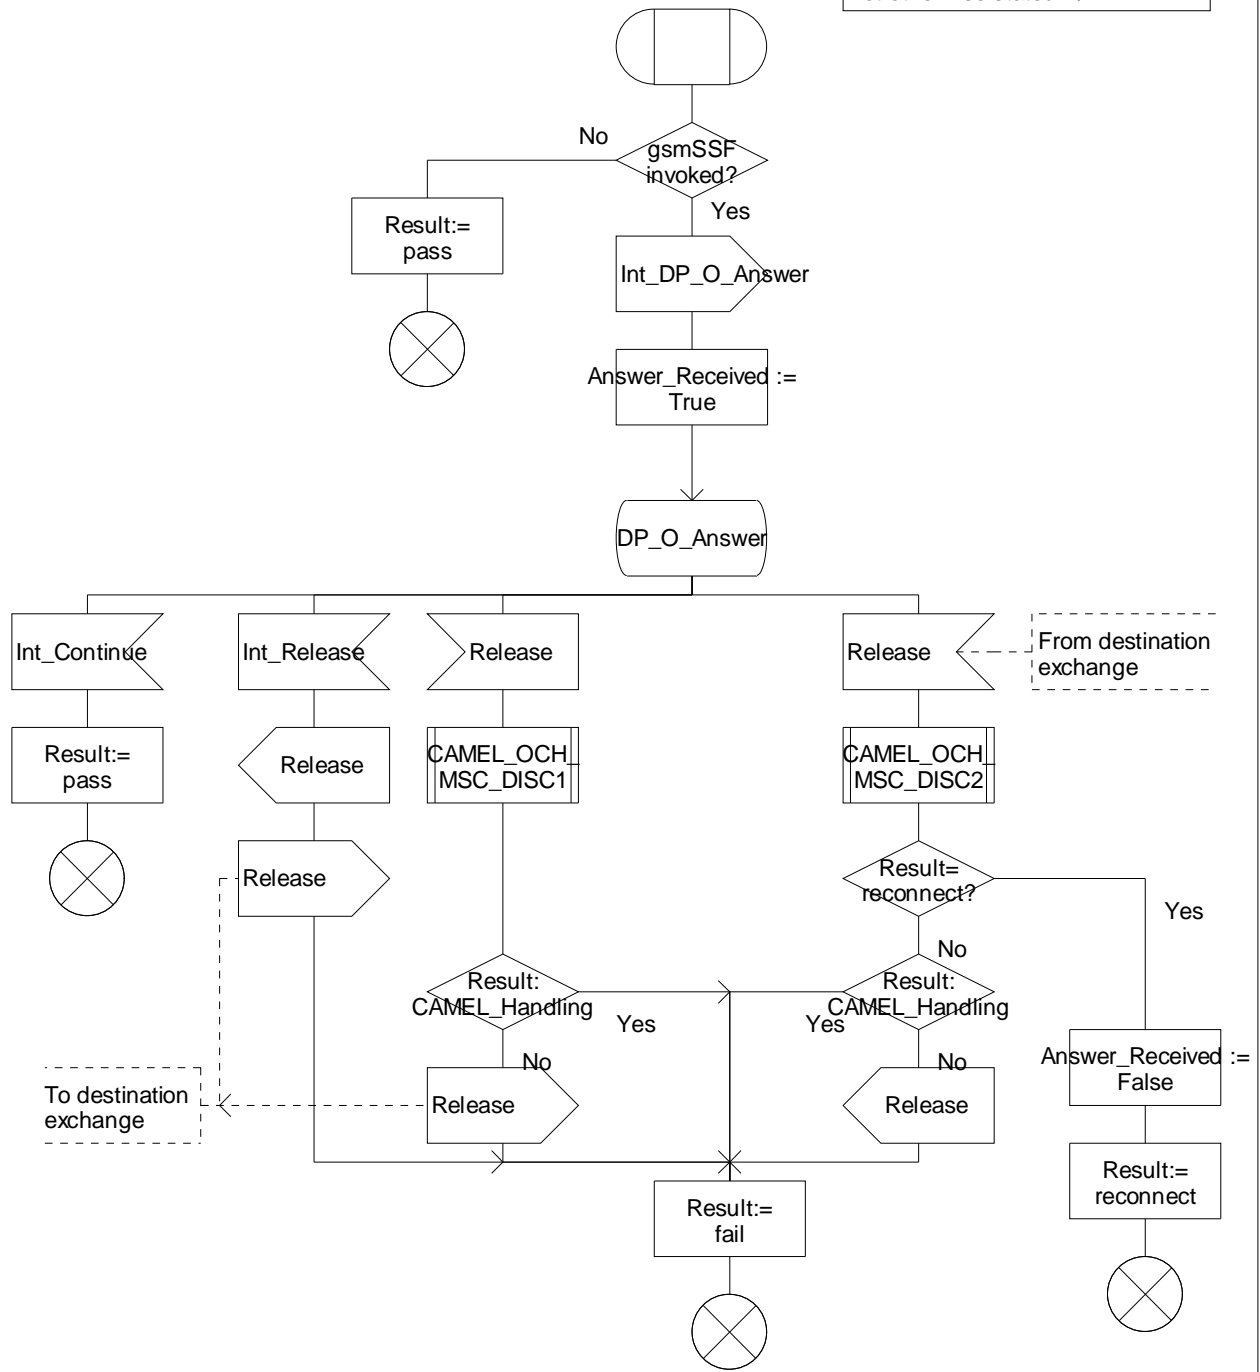 No
gsmSSF
invoked?
Yes
Result:=
pass
Int_DP_O_Answer
Answer_Received :=
True
DP_O_Answer
Int_Continue
Int_Release
Release
Release
From destination
exchange
Result:=
pass
Release
CAMEL_OCH_
MSC_DISC1
CAMEL_OCH_
MSC_DISC2
Release
Result=
reconnect?
Yes
No
Result:
CAMEL_Handling
Yes
Result:
CAMEL_Handling
Yes
No
No
To destination
exchange
Release
Release
Answer_Received :=
False
Result:=
fail
Result:=
reconnect